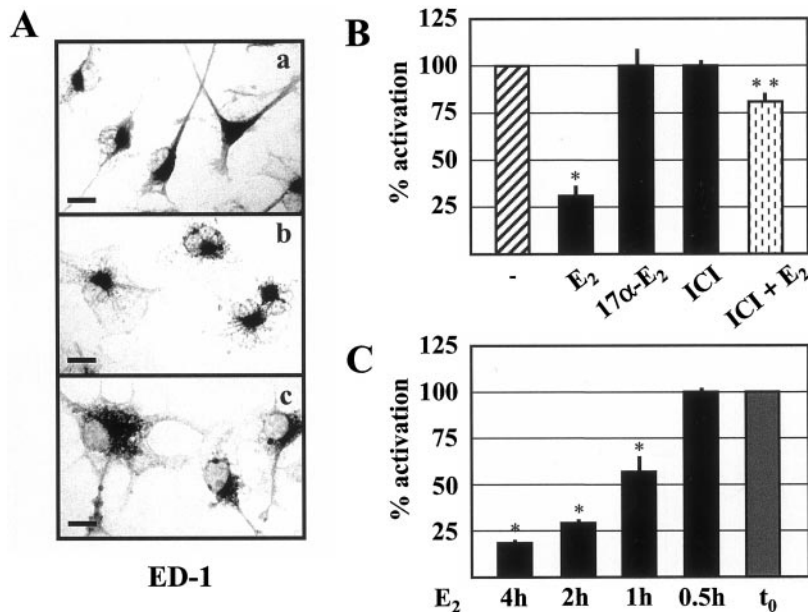 A
a
b
c
ED-1
B
% activation
125
100
75
50
25
*
* *
-
E₂
17α-E₂
ICI
ICI + E₂
C
% activation
125
100
75
50
25
*
*
*
E₂ 4h 2h 1h 0.5h t₀